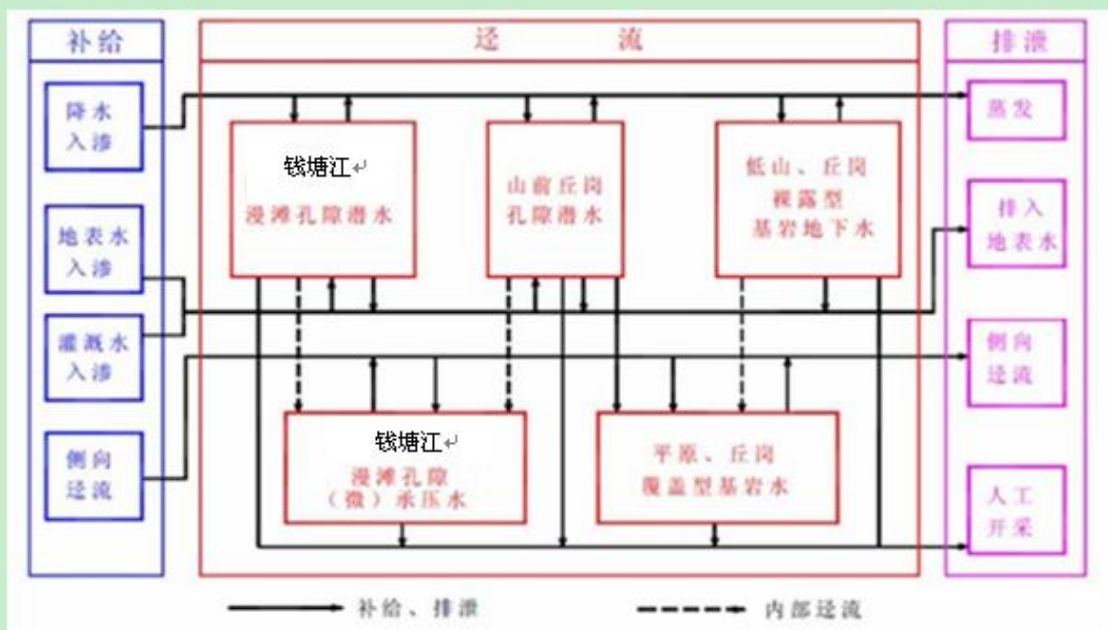 补给
降水
入渗
地表水
入渗
灌溉水
入渗
侧向
迳流
迳 流
钱塘江↵
漫滩孔隙潜水
山前丘岗
孔隙潜水
低山、丘岗
裸露型
基岩地下水
钱塘江↵
漫滩孔隙
（微）承压水
平原、丘岗
覆盖型基岩水
排泄
蒸发
排入
地表水
侧向
迳流
人工
开采
补给、排泄
内部迳流